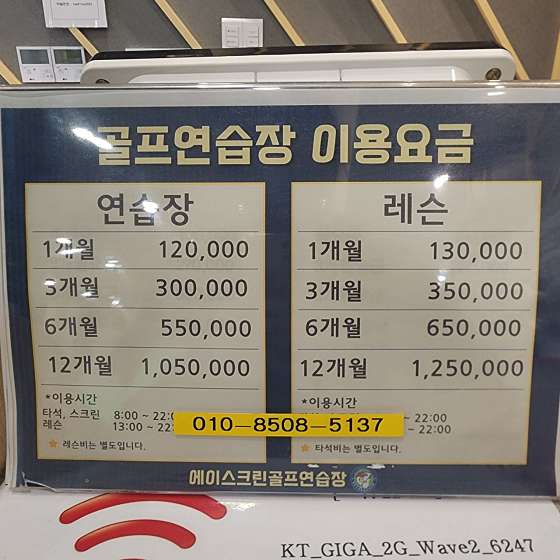 골프연습장 이용요금
연습장
1개월 120,000
3개월 300,000
6개월 550,000
12개월 1,050,000
*이용시간
타석, 스크린 8:00 ~ 22:
레슨 13:00 ~ 22
★ 레슨비는 별도입니다.
레슨
1개월 130,000
3개월 350,000
6개월 650,000
12개월 1,250,000
*이용시간
~ 22:00
~ 22:00
★ 타석비는 별도입니다.
010-8508-5137
에이스크린골프연습장
KT_GIGA_2G_Wave2_6247